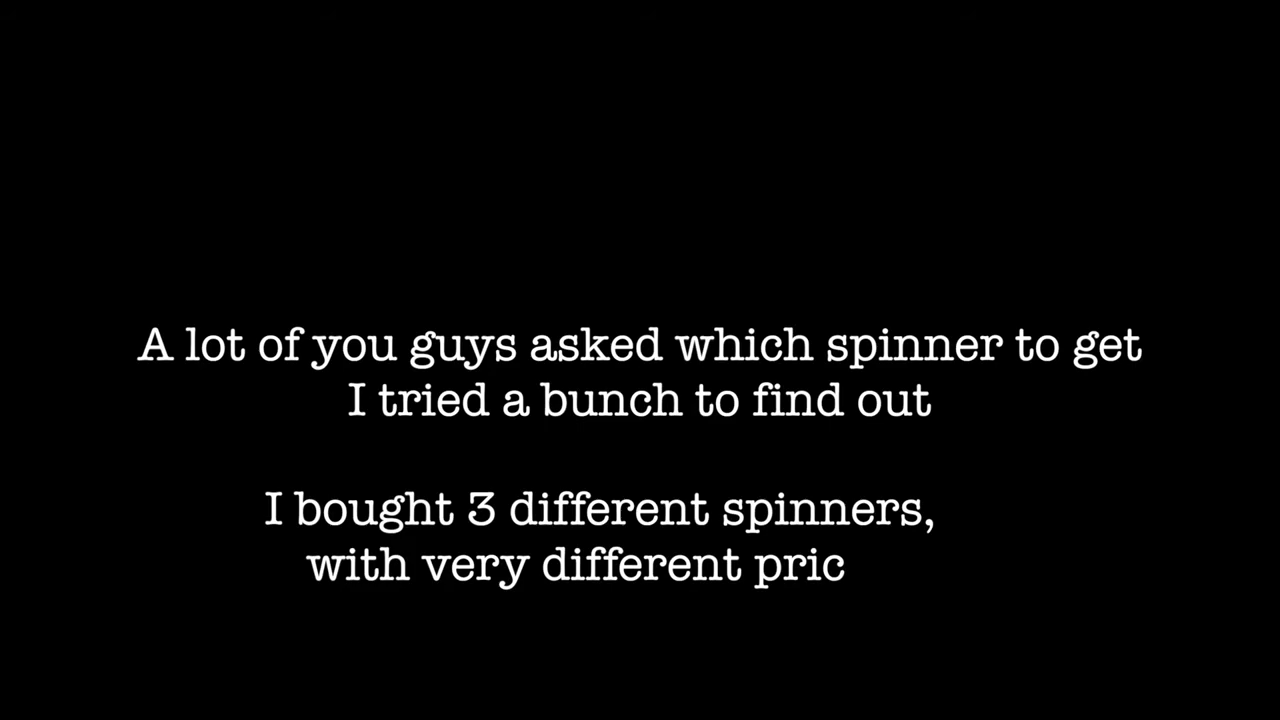 A lot of you guys asked which spinner to get
I tried a bunch to find out
I bought 3 different spinners,
with very different pric